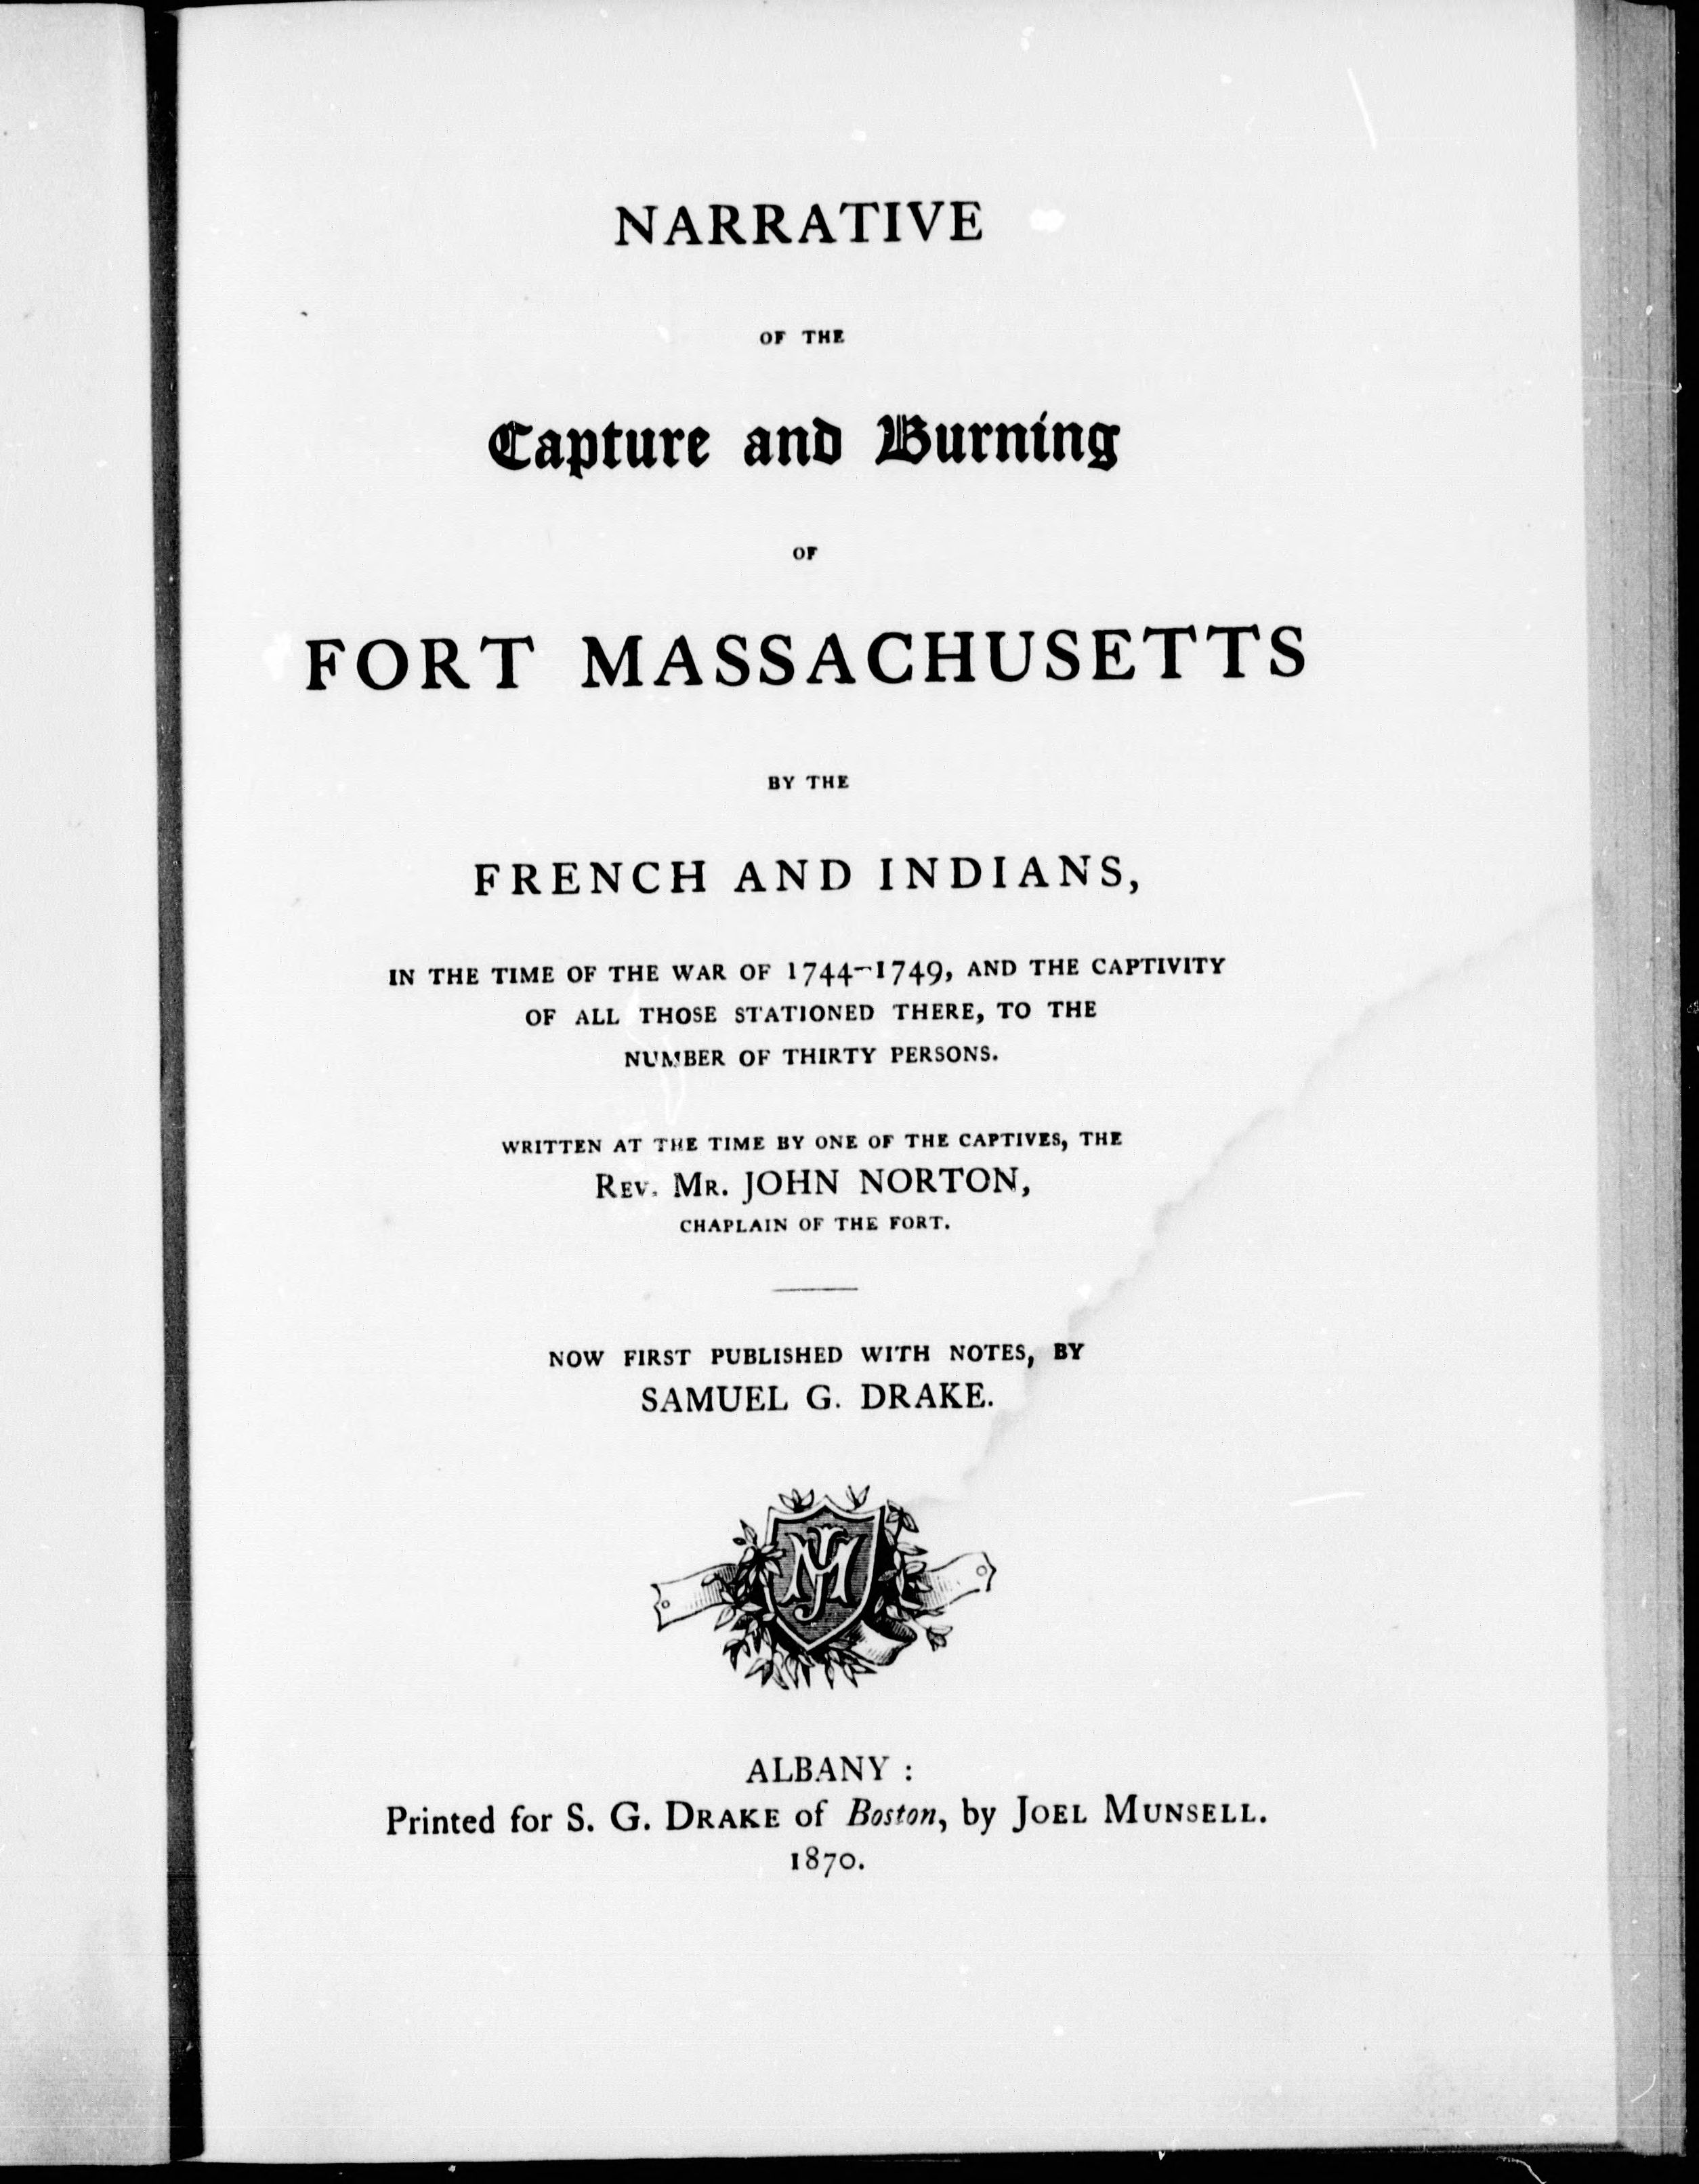 NARRATIVE
OF THE
Capture and Burning
OF
FORT MASSACHUSETTS
BY THE
FRENCH AND INDIANS,
IN THE TIME OF THE WAR OF 1744-1749, AND THE CAPTIVITY
OF ALL THOSE STATIONED THERE, TO THE
NUMBER OF THIRTY PERSONS.
WRITTEN AT THE TIME BY ONE OF THE CAPTIVES, THE
REV. MR. JOHN NORTON,
CHAPLAIN OF THE FORT.
NOW FIRST PUBLISHED WITH NOTES, BY
SAMUEL G. DRAKE.
JM
ALBANY :
Printed for S. G. DRAKE of Boston, by JOEL MUNSELL.
1870.